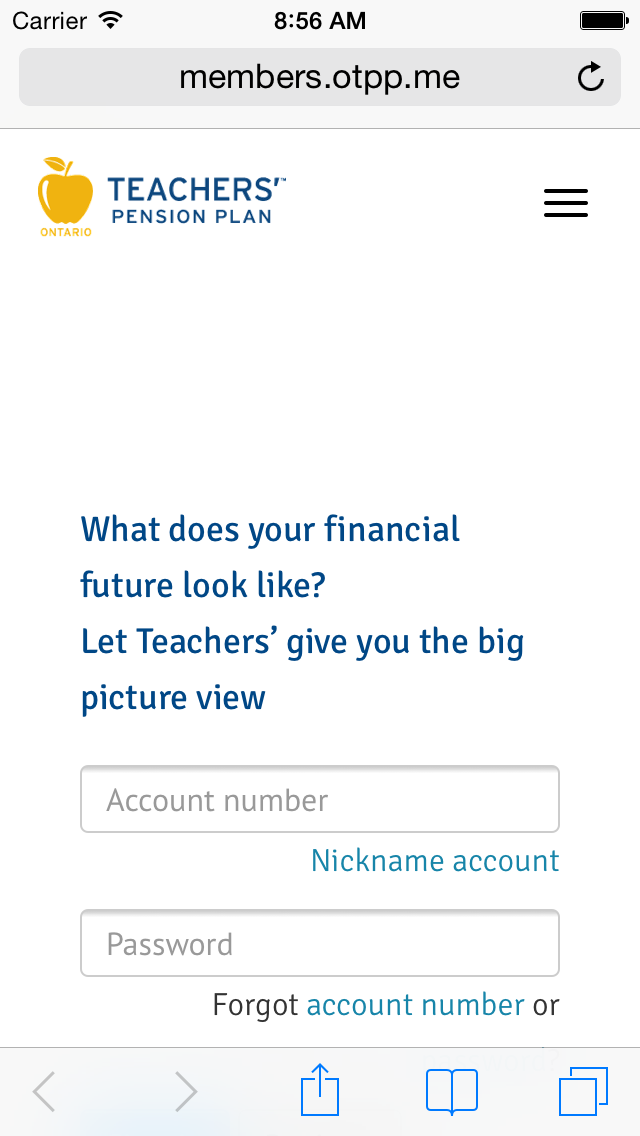 Carrier 8:56 AM
members.otpp.me
TEACHERS'™
PENSION PLAN
ONTARIO
What does your financial
future look like?
Let Teachers’ give you the big
picture view
Account number
Nickname account
Password
Forgot account number or